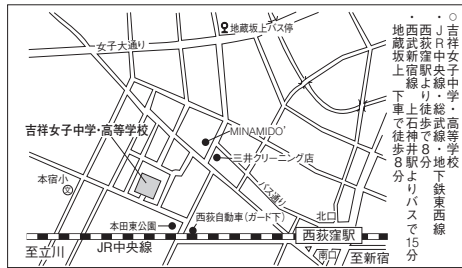 ○吉祥女子中学・高等学校
・JR中央線・総武線・地下鉄東西線
西荻窪駅より徒歩で8分
・西武新宿線 上石神井駅よりバスで15分
地蔵坂上 下車で徒歩8分
地蔵坂上バス停
女子大通り
MINAMIDO'
吉祥女子中学・高等学校
三井クリーニング店
本宿小
文
バス通り
本田東公園
西荻自動車(ガード下)
北口
西荻窪駅
南口
至立川
JR中央線
至新宿